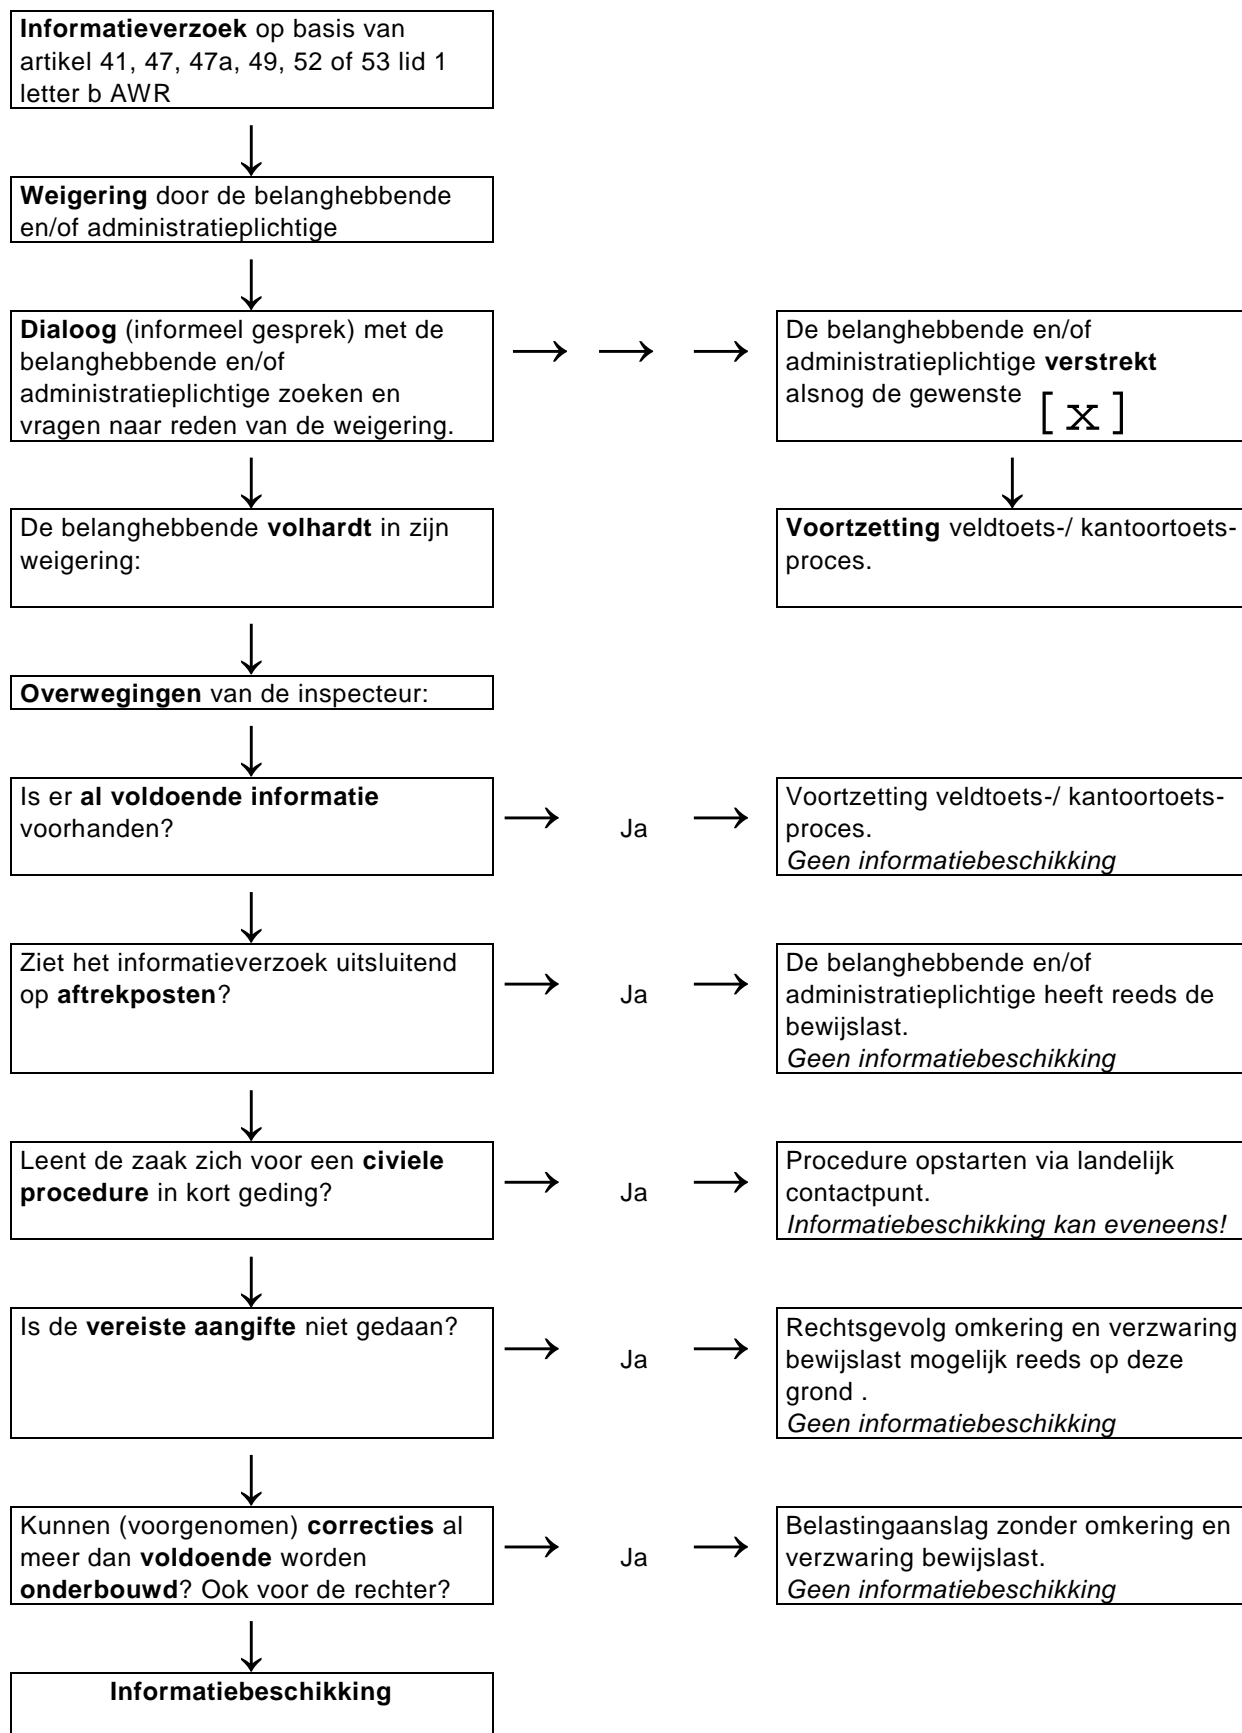 Informatieverzoek op basis van
artikel 41, 47, 47a, 49, 52 of 53 lid 1
letter b AWR
Weigering door de belanghebbende
en/of administratieplichtige
Dialoog (informeel gesprek) met de
belanghebbende en/of
administratieplichtige zoeken en
vragen naar reden van de weigering.
De belanghebbende en/of
administratieplichtige verstrekt
alsnog de gewenste [x]
De belanghebbende volhardt in zijn
weigering:
Voortzetting veldtoets-/ kantoortoets-
proces.
Overwegingen van de inspecteur:
Is er al voldoende informatie
voorhanden?
Ja
Voortzetting veldtoets-/ kantoortoets-
proces.
Geen informatiebeschikking
Ziet het informatieverzoek uitsluitend
op aftrekposten?
Ja
De belanghebbende en/of
administratieplichtige heeft reeds de
bewijslast.
Geen informatiebeschikking
Leent de zaak zich voor een civiele
procedure in kort geding?
Ja
Procedure opstarten via landelijk
contactpunt.
Informatiebeschikking kan eveneens!
Is de vereiste aangifte niet gedaan?
Ja
Rechtsgevolg omkering en verzwaring
bewijslast mogelijk reeds op deze
grond .
Geen informatiebeschikking
Kunnen (voorgenomen) correcties al
meer dan voldoende worden
onderbouwd? Ook voor de rechter?
Ja
Belastingaanslag zonder omkering en
verzwaring bewijslast.
Geen informatiebeschikking
Informatiebeschikking